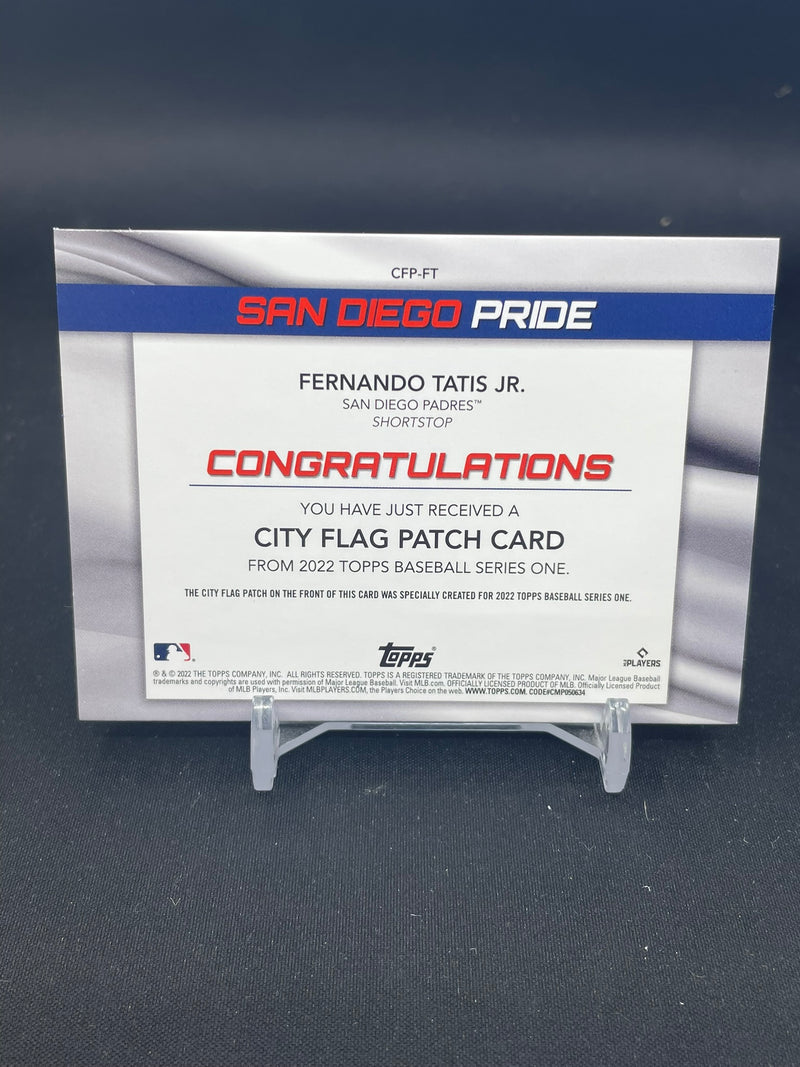 CFP-FT
SAN DIEGO PRIDE
FERNANDO TATIS JR.
SAN DIEGO PADRES™
SHORTSTOP
CONGRATULATIONS
YOU HAVE JUST RECEIVED A
CITY FLAG PATCH CARD
FROM 2022 TOPPS BASEBALL SERIES ONE.
THE CITY FLAG PATCH ON THE FRONT OF THIS CARD WAS SPECIALLY CREATED FOR 2022 TOPPS BASEBALL SERIES ONE.
Topps®
PLAYERS
® & © 2022 THE TOPPS COMPANY, INC. ALL RIGHTS RESERVED. TOPPS IS A REGISTERED TRADEMARK OF THE TOPPS COMPANY, INC. Major League Baseball
trademarks and copyrights are used with permission of Major League Baseball. Visit MLB.com. OFFICIALLY LICENSED PRODUCT OF MLB. Officially Licensed Product
of MLB Players, Inc. Visit MLBPLAYERS.COM, the Players Choice on the web. WWW.TOPPS.COM. CODE#CMP050634